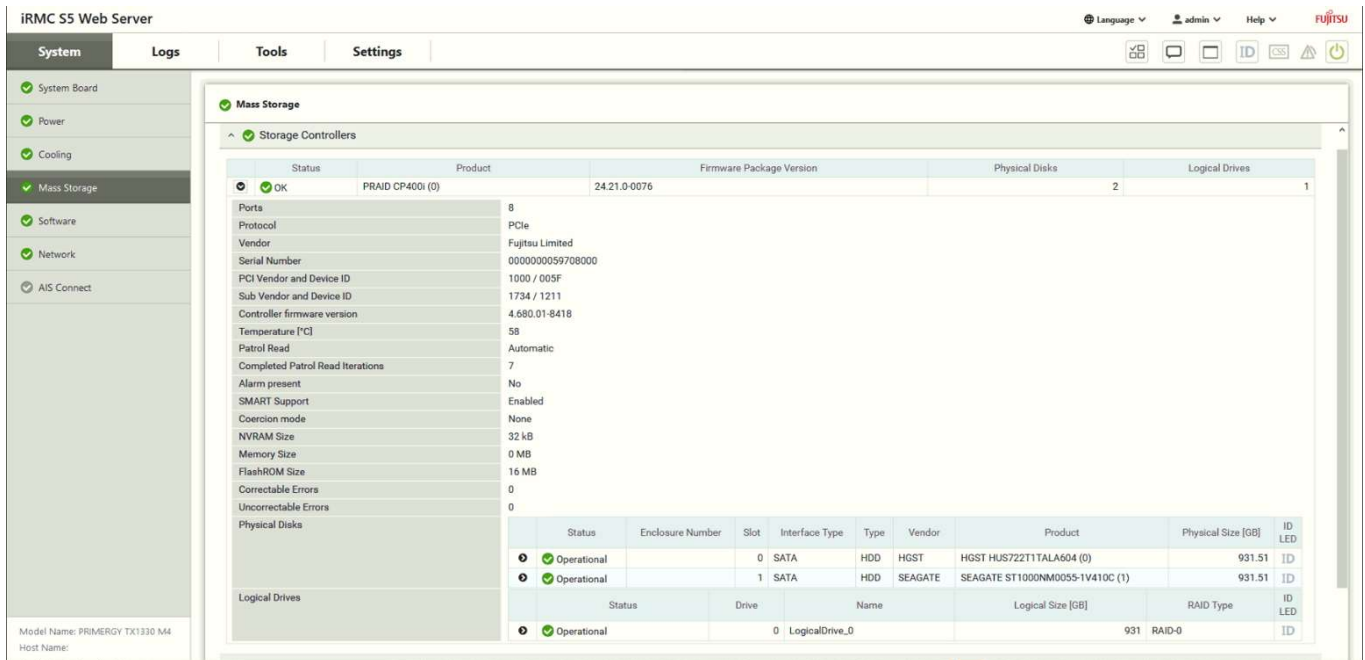 iRMC S5 Web Server
Language admin Help FUJITSU
System Logs Tools Settings
ID CSS
System Board
Power
Cooling
Mass Storage
Software
Network
AIS Connect
Model Name: PRIMERGY TX1330 M4
Host Name:
Mass Storage
Storage Controllers
Status Product Firmware Package Version Physical Disks Logical Drives
OK PRAID CP400i (0) 24.21.0-0076 2 1
Ports 8
Protocol PCIe
Vendor Fujitsu Limited
Serial Number 0000000059708000
PCI Vendor and Device ID 1000 / 005F
Sub Vendor and Device ID 1734 / 1211
Controller firmware version 4.680.01-8418
Temperature [°C] 58
Patrol Read Automatic
Completed Patrol Read Iterations 7
Alarm present No
SMART Support Enabled
Coercion mode None
NVRAM Size 32 kB
Memory Size 0 MB
FlashROM Size 16 MB
Correctable Errors 0
Uncorrectable Errors 0
Physical Disks
Status Enclosure Number Slot Interface Type Type Vendor Product Physical Size [GB] ID LED
Operational 0 SATA HDD HGST HGST HUS722T1TALA604 (0) 931.51 ID
Operational 1 SATA HDD SEAGATE SEAGATE ST1000NM0055-1V410C (1) 931.51 ID
Logical Drives
Status Drive Name Logical Size [GB] RAID Type ID LED
Operational 0 LogicalDrive_0 931 RAID-0 ID